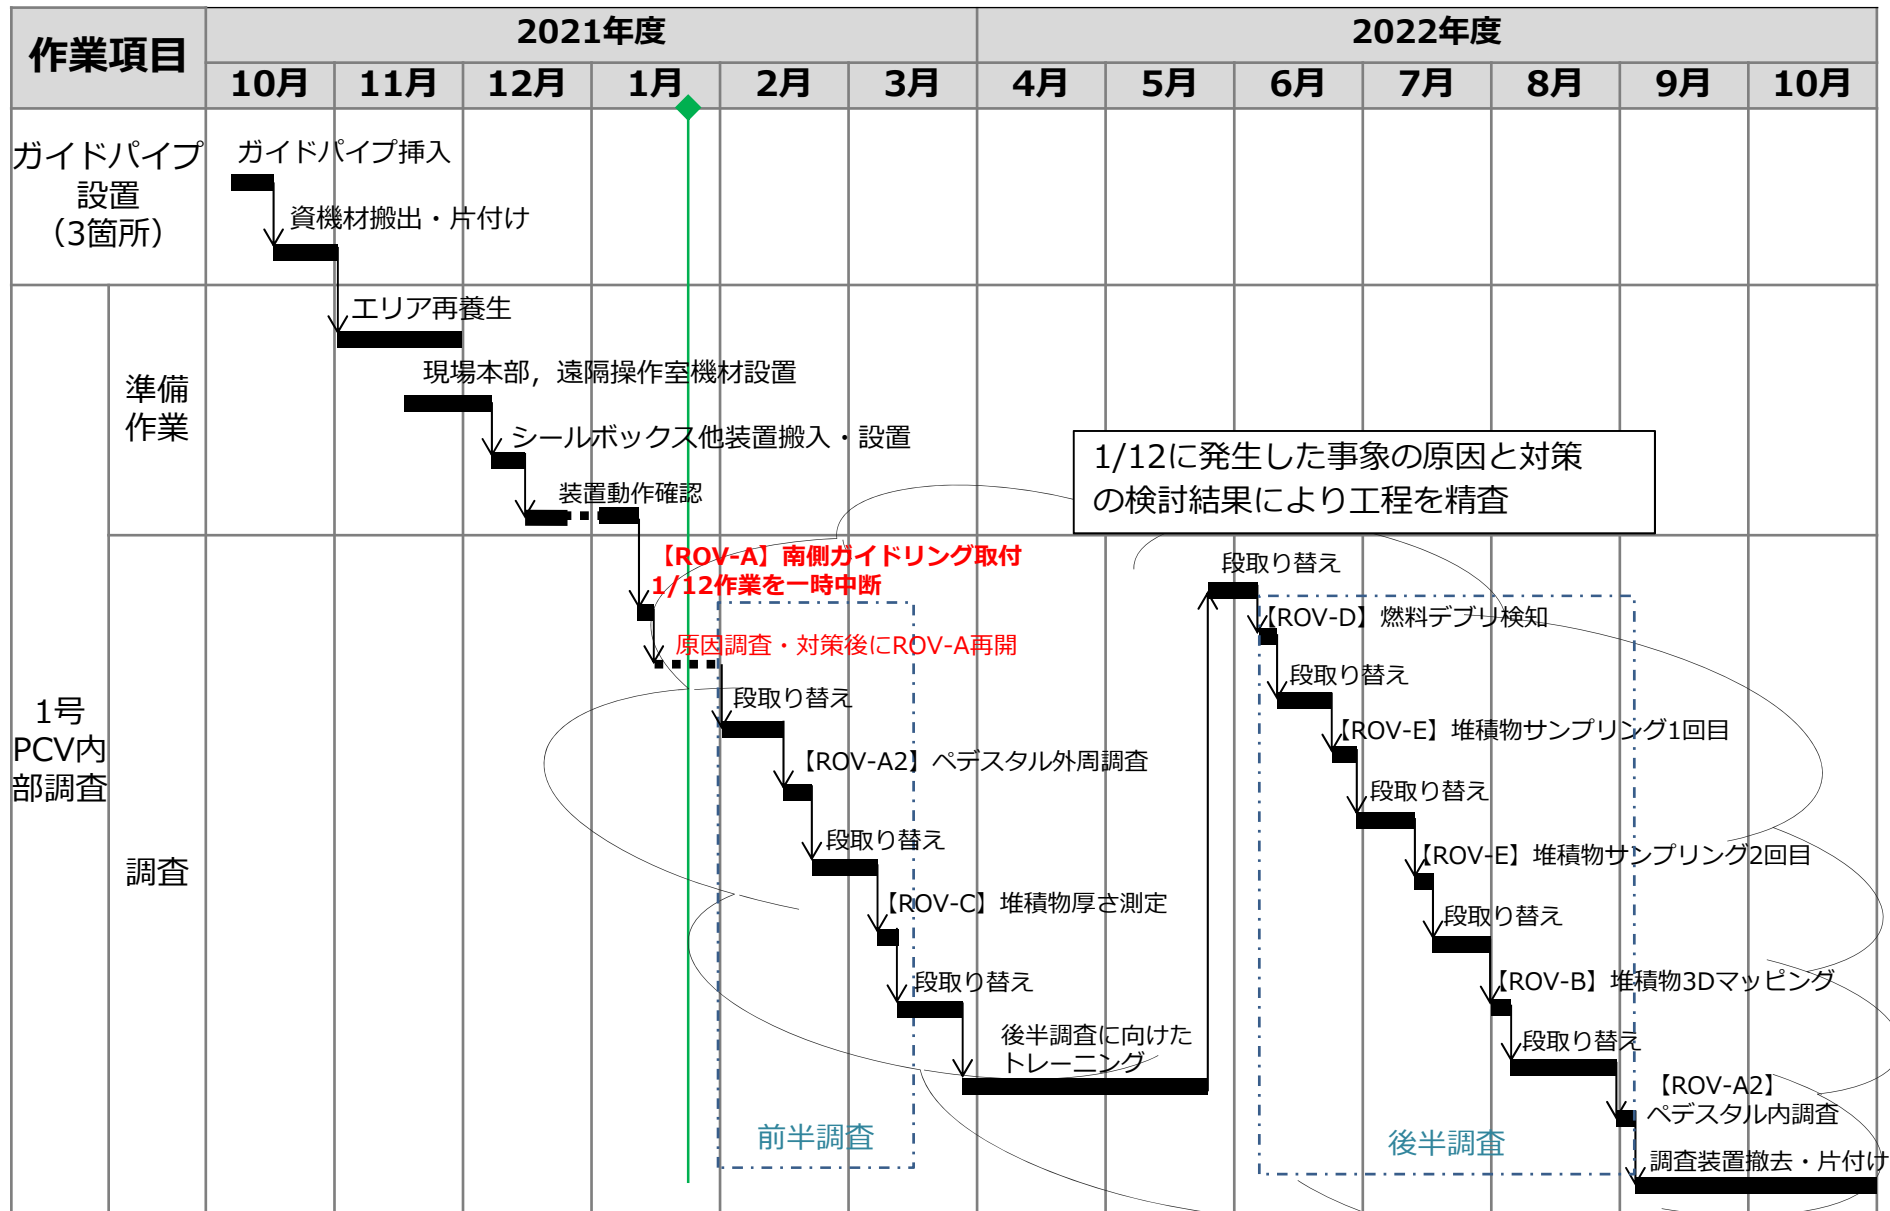 作業項目
2021年度
2022年度
10月
11月
12月
1月
2月
3月
4月
5月
6月
7月
8月
9月
10月
ガイドパイプ
設置
（3箇所）
ガイドパイプ挿入
資機材搬出・片付け
1号
PCV内
部調査
準備
作業
エリア再養生
現場本部，遠隔操作室機材設置
シールボックス他装置搬入・設置
装置動作確認
1/12に発生した事象の原因と対策
の検討結果により工程を精査
調査
【ROV-A】南側ガイドリング取付
1/12作業を一時中断
原因調査・対策後にROV-A再開
段取り替え
【ROV-A2】ペデスタル外周調査
段取り替え
【ROV-C】堆積物厚さ測定
段取り替え
後半調査に向けた
トレーニング
前半調査
段取り替え
【ROV-D】燃料デブリ検知
段取り替え
【ROV-E】堆積物サンプリング1回目
段取り替え
【ROV-E】堆積物サンプリング2回目
段取り替え
【ROV-B】堆積物3Dマッピング
段取り替え
【ROV-A2】
ペデスタル内調査
後半調査
調査装置撤去・片付け